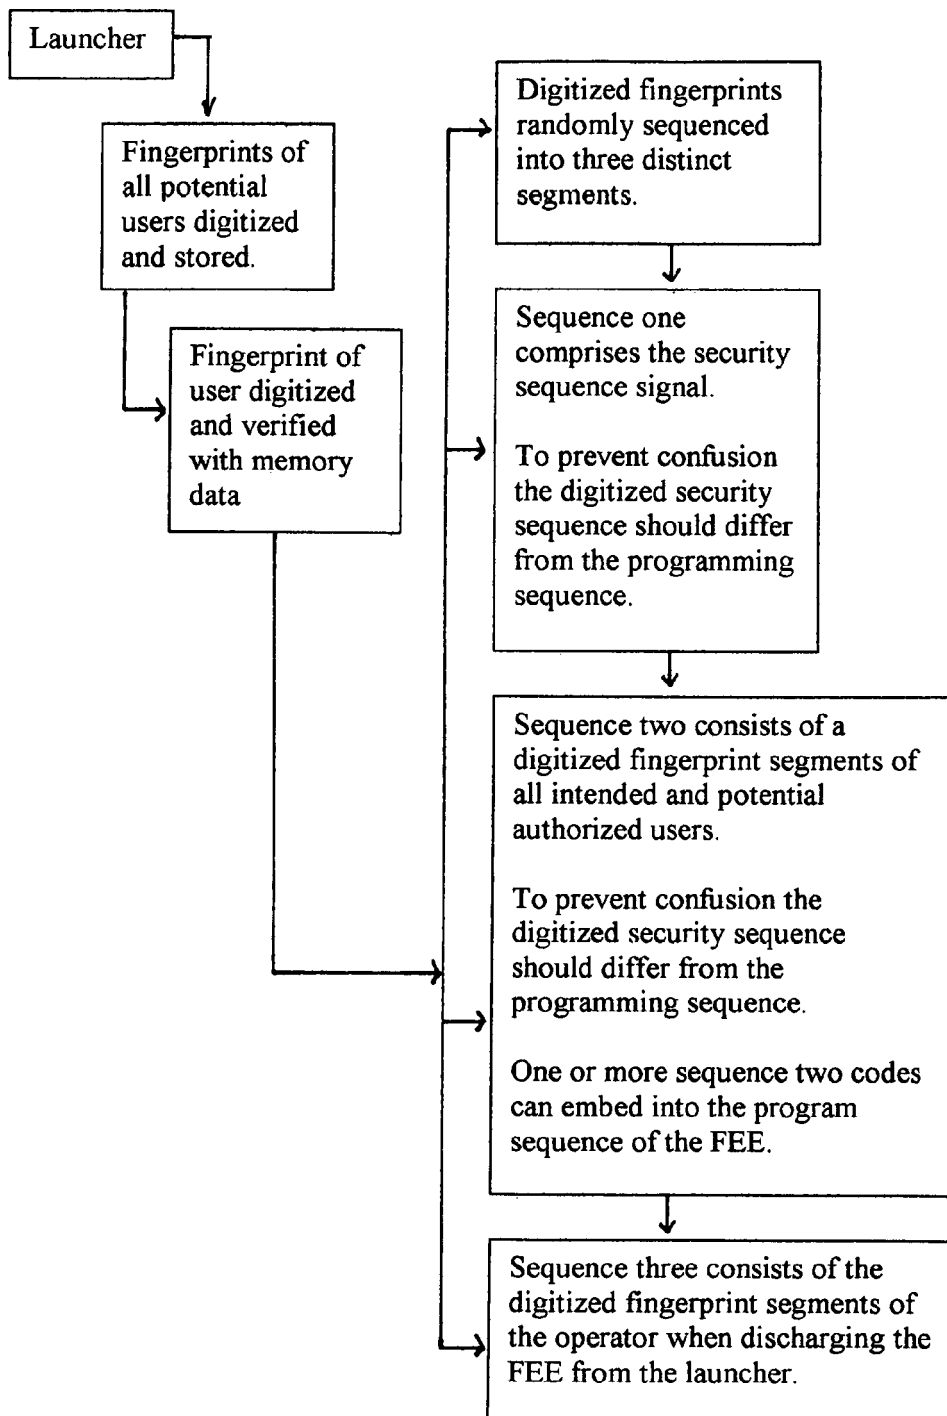 Launcher
Fingerprints of
all potential
users digitized
and stored.
Fingerprint of
user digitized
and verified
with memory
data
Digitized fingerprints
randomly sequenced
into three distinct
segments.
Sequence one
comprises the security
sequence signal.
To prevent confusion
the digitized security
sequence should differ
from the programming
sequence.
Sequence two consists of a
digitized fingerprint segments of
all intended and potential
authorized users.
To prevent confusion the
digitized security sequence
should differ from the
programming sequence.
One or more sequence two codes
can embed into the program
sequence of the FEE.
Sequence three consists of the
digitized fingerprint segments of
the operator when discharging the
FEE from the launcher.